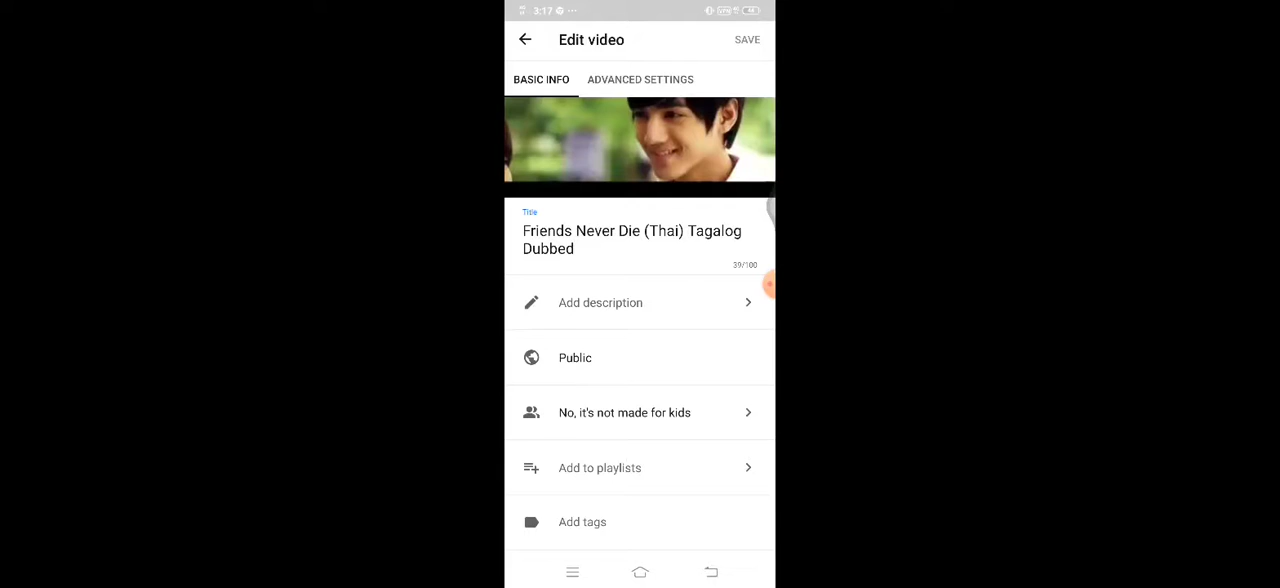 3:17
VPN
Edit video
SAVE
BASIC INFO
ADVANCED SETTINGS
Title
Friends Never Die (Thai) Tagalog
Dubbed
39/100
Add description
Public
No, it's not made for kids
Add to playlists
Add tags